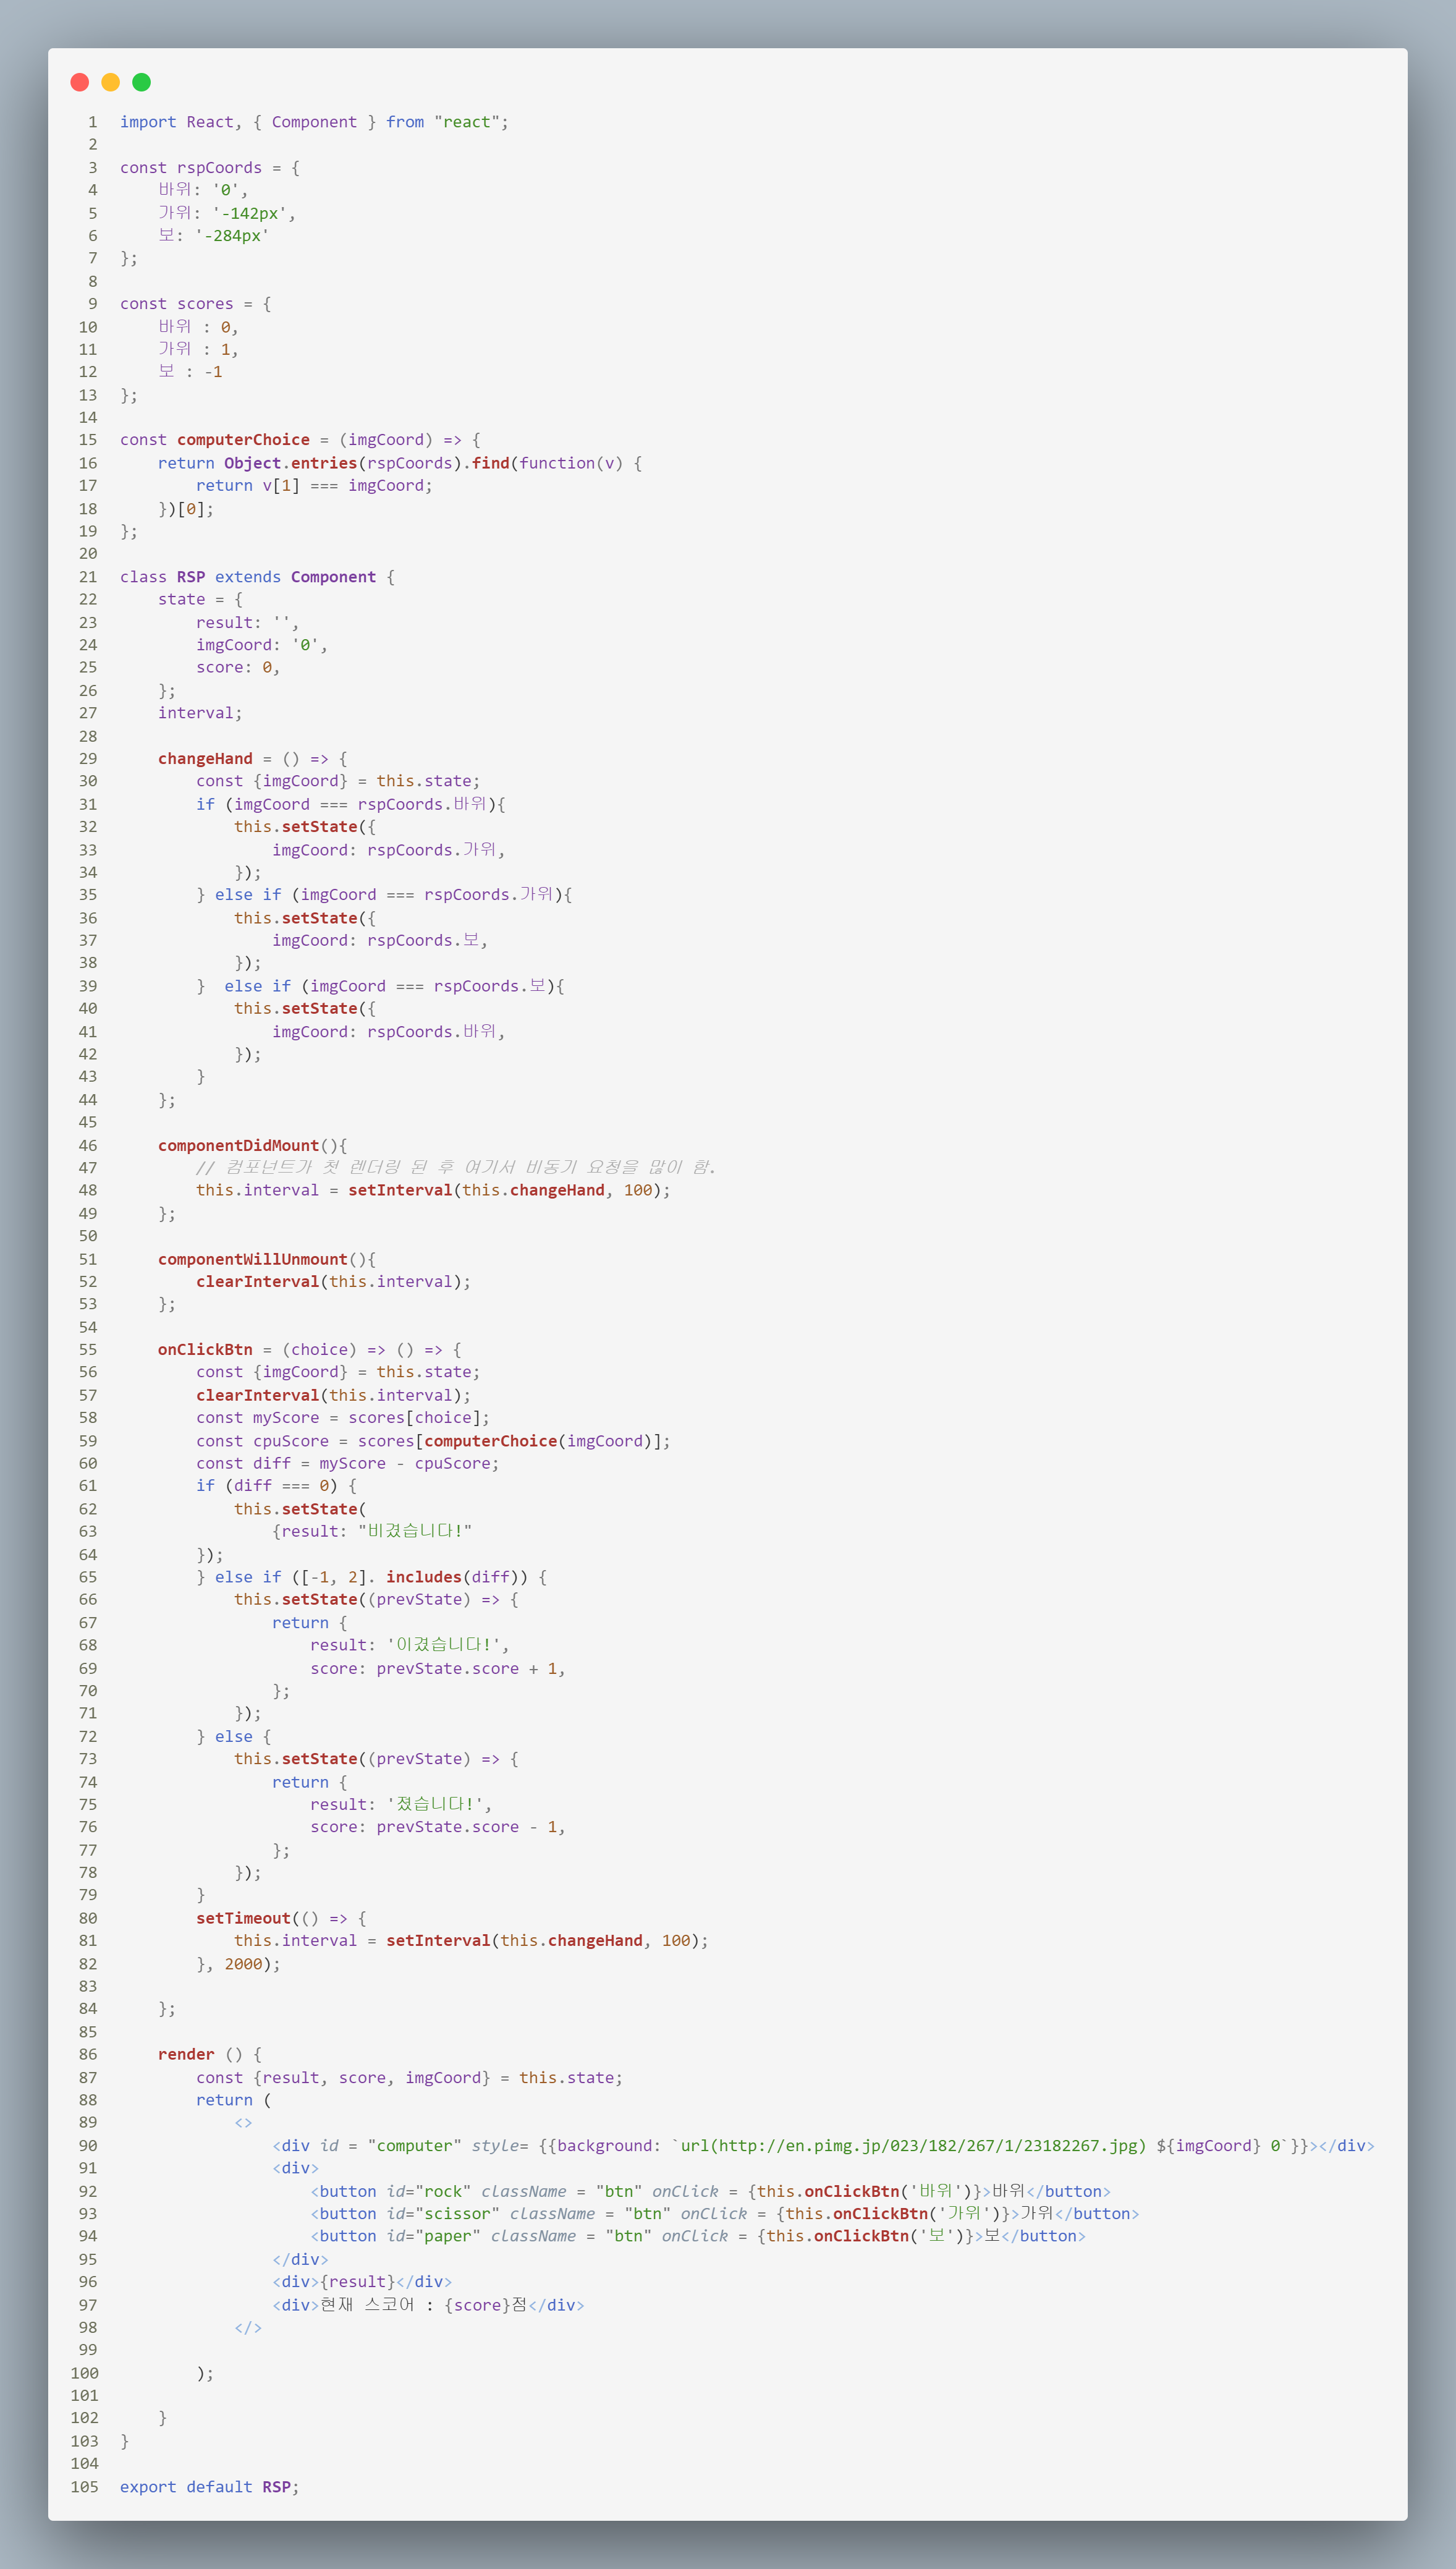 1 import React, { Component } from "react";
2
3 const rspCoords = {
4     바위: '0',
5     가위: '-142px',
6     보: '-284px'
7 };
8
9 const scores = {
10     바위 : 0,
11     가위 : 1,
12     보 : -1
13 };
14
15 const computerChoice = (imgCoord) => {
16     return Object.entries(rspCoords).find(function(v) {
17         return v[1] === imgCoord;
18     })[0];
19 };
20
21 class RSP extends Component {
22     state = {
23         result: '',
24         imgCoord: '0',
25         score: 0,
26     };
27     interval;
28
29     changeHand = () => {
30         const {imgCoord} = this.state;
31         if (imgCoord === rspCoords.바위){
32             this.setState({
33                 imgCoord: rspCoords.가위,
34             });
35         } else if (imgCoord === rspCoords.가위){
36             this.setState({
37                 imgCoord: rspCoords.보,
38             });
39         }  else if (imgCoord === rspCoords.보){
40             this.setState({
41                 imgCoord: rspCoords.바위,
42             });
43         }
44     };
45
46     componentDidMount(){
47         // 컴포넌트가 첫 렌더링 된 후 여기서 비동기 요청을 많이 함.
48         this.interval = setInterval(this.changeHand, 100);
49     };
50
51     componentWillUnmount(){
52         clearInterval(this.interval);
53     };
54
55     onClickBtn = (choice) => () => {
56         const {imgCoord} = this.state;
57         clearInterval(this.interval);
58         const myScore = scores[choice];
59         const cpuScore = scores[computerChoice(imgCoord)];
60         const diff = myScore - cpuScore;
61         if (diff === 0) {
62             this.setState(
63                 {result: "비겼습니다!"
64         });
65         } else if ([-1, 2]. includes(diff)) {
66             this.setState((prevState) => {
67                 return {
68                     result: '이겼습니다!',
69                     score: prevState.score + 1,
70                 };
71             });
72         } else {
73             this.setState((prevState) => {
74                 return {
75                     result: '졌습니다!',
76                     score: prevState.score - 1,
77                 };
78             });
79         }
80         setTimeout(() => {
81             this.interval = setInterval(this.changeHand, 100);
82         }, 2000);
83
84     };
85
86     render () {
87         const {result, score, imgCoord} = this.state;
88         return (
89             <>
90                 <div id = "computer" style= {{background: `url(http://en.pimg.jp/023/182/267/1/23182267.jpg) ${imgCoord} 0`}}></div>
91                 <div>
92                     <button id="rock" className = "btn" onClick = {this.onClickBtn('바위')}>바위</button>
93                     <button id="scissor" className = "btn" onClick = {this.onClickBtn('가위')}>가위</button>
94                     <button id="paper" className = "btn" onClick = {this.onClickBtn('보')}>보</button>
95                 </div>
96                 <div>{result}</div>
97                 <div>현재 스코어 : {score}점</div>
98             </>
99
100         );
101
102     }
103 }
104
105 export default RSP;